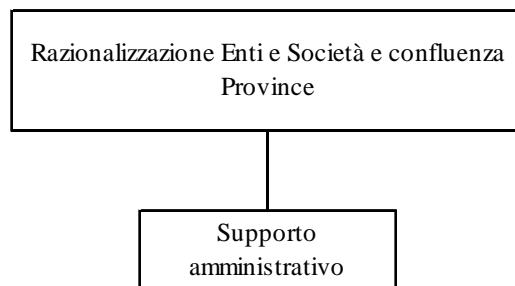 Razionalizzazione Enti e Società e confluenza
Province
Supporto
amministrativo